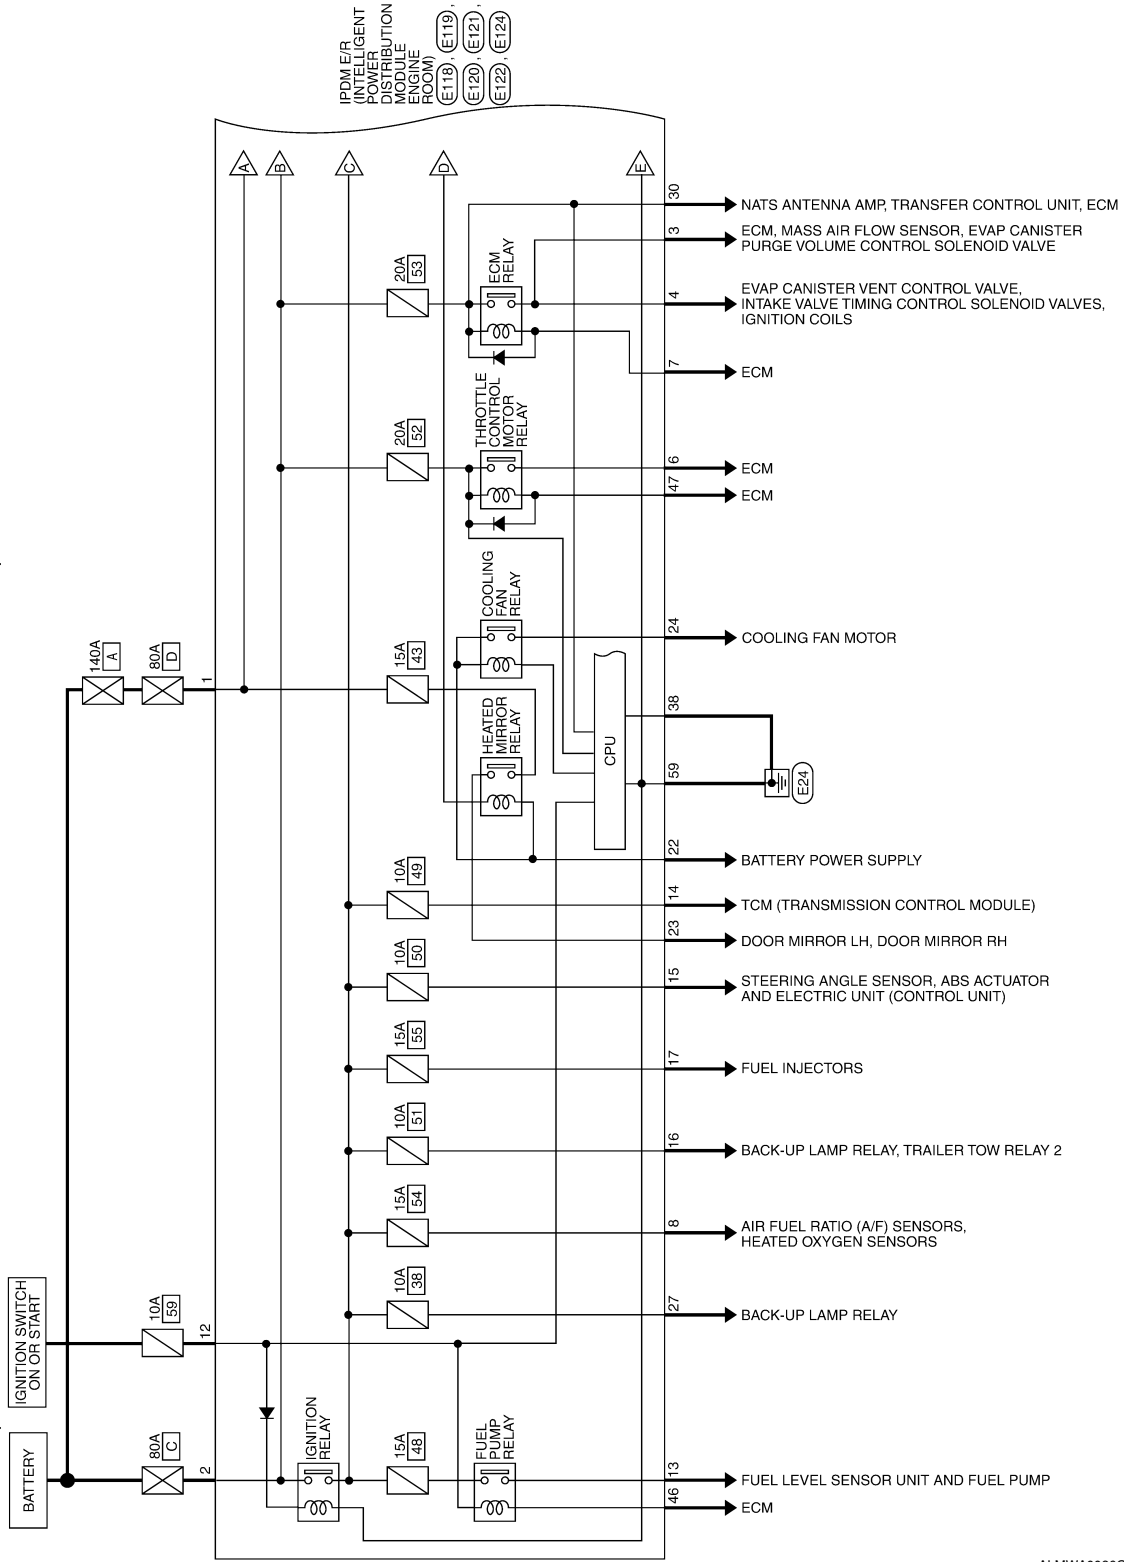 IPDM E/R
(INTELLIGENT
POWER
DISTRIBUTION
MODULE
ENGINE
ROOM)
E118 , E119 ,
E120 , E121 ,
E122 , E124
A
B
C
D
E
30
NATS ANTENNA AMP, TRANSFER CONTROL UNIT, ECM
3
ECM, MASS AIR FLOW SENSOR, EVAP CANISTER
PURGE VOLUME CONTROL SOLENOID VALVE
20A
53
ECM
RELAY
4
EVAP CANISTER VENT CONTROL VALVE,
INTAKE VALVE TIMING CONTROL SOLENOID VALVES,
IGNITION COILS
7
ECM
20A
52
THROTTLE
CONTROL
MOTOR
RELAY
6
ECM
47
ECM
COOLING
FAN
RELAY
24
COOLING FAN MOTOR
140A
A
80A
D
1
15A
43
HEATED
MIRROR
RELAY
CPU
38
59
E24
22
BATTERY POWER SUPPLY
10A
49
14
TCM (TRANSMISSION CONTROL MODULE)
23
DOOR MIRROR LH, DOOR MIRROR RH
10A
50
15
STEERING ANGLE SENSOR, ABS ACTUATOR
AND ELECTRIC UNIT (CONTROL UNIT)
15A
55
17
FUEL INJECTORS
10A
51
16
BACK-UP LAMP RELAY, TRAILER TOW RELAY 2
15A
54
8
AIR FUEL RATIO (A/F) SENSORS,
HEATED OXYGEN SENSORS
10A
38
27
BACK-UP LAMP RELAY
IGNITION SWITCH
ON OR START
10A
59
12
BATTERY
80A
C
2
IGNITION
RELAY
15A
48
FUEL
PUMP
RELAY
13
FUEL LEVEL SENSOR UNIT AND FUEL PUMP
46
ECM